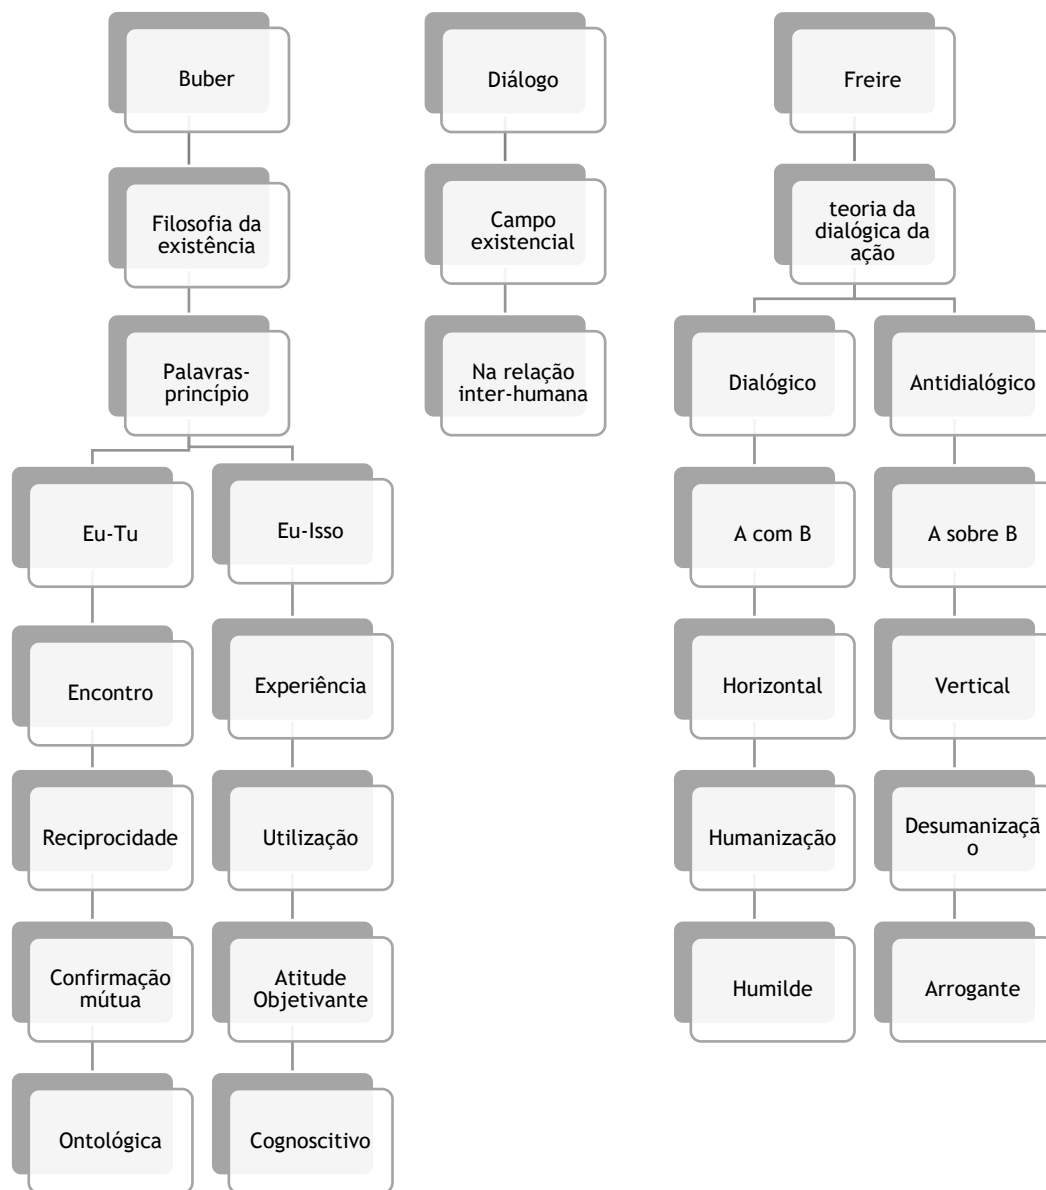 Buber
Diálogo
Freire
Filosofia da
existência
Campo
existencial
teoria da
dialógica da
ação
Palavras-
princípio
Na relação
inter-humana
Dialógico
Antidialógico
Eu-Tu
Eu-Isso
A com B
A sobre B
Encontro
Experiência
Horizontal
Vertical
Reciprocidade
Utilização
Humanização
Desumanizaçã
o
Confirmação
mútua
Atitude
Objetivante
Humilde
Arrogante
Ontológica
Cognoscitivo